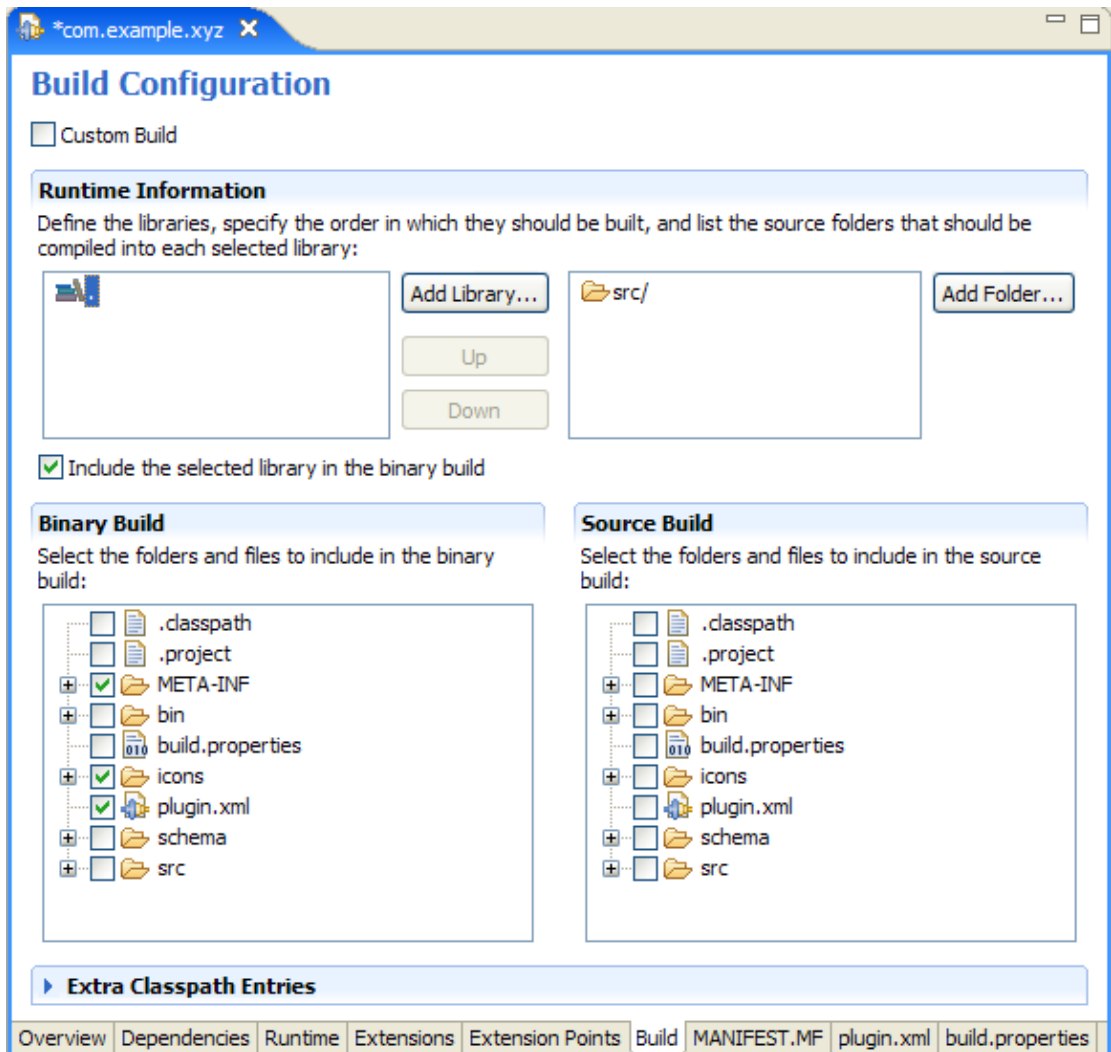 *com.example.xyz
Build Configuration
Custom Build
Runtime Information
Define the libraries, specify the order in which they should be built, and list the source folders that should be
compiled into each selected library:
.
Add Library...
src/
Add Folder...
Up
Down
Include the selected library in the binary build
Binary Build
Select the folders and files to include in the binary
build:
.classpath
.project
META-INF
bin
build.properties
icons
plugin.xml
schema
src
Source Build
Select the folders and files to include in the source
build:
.classpath
.project
META-INF
bin
build.properties
icons
plugin.xml
schema
src
Extra Classpath Entries
Overview Dependencies Runtime Extensions Extension Points Build MANIFEST.MF plugin.xml build.properties